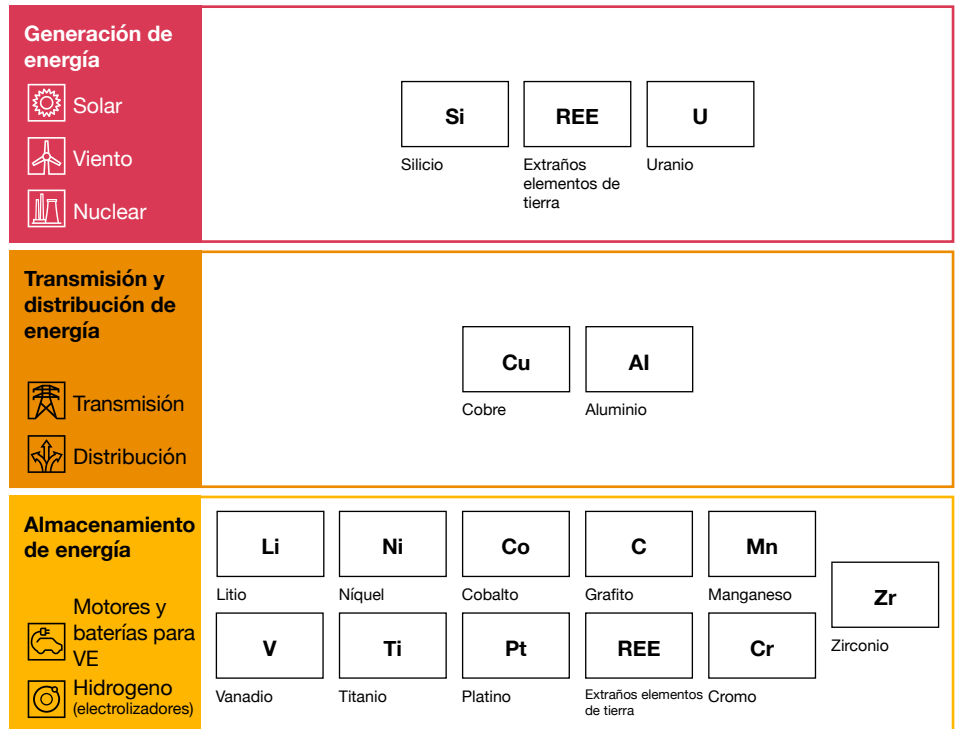 Generación de
energía
Solar
Viento
Nuclear
Si
REE
U
Silicio
Extraños
elementos de
tierra
Uranio
Transmisión y
distribución de
energía
Transmisión
Distribución
Cu
Al
Cobre
Aluminio
Almacenamiento
de energía
Motores y
baterías para
VE
Hidrogeno
(electrolizadores)
Li
Ni
Co
C
Mn
Litio
Níquel
Cobalto
Grafito
Manganeso
Zr
Zirconio
V
Ti
Pt
REE
Cr
Vanadio
Titanio
Platino
Extraños elementos
de tierra
Cromo